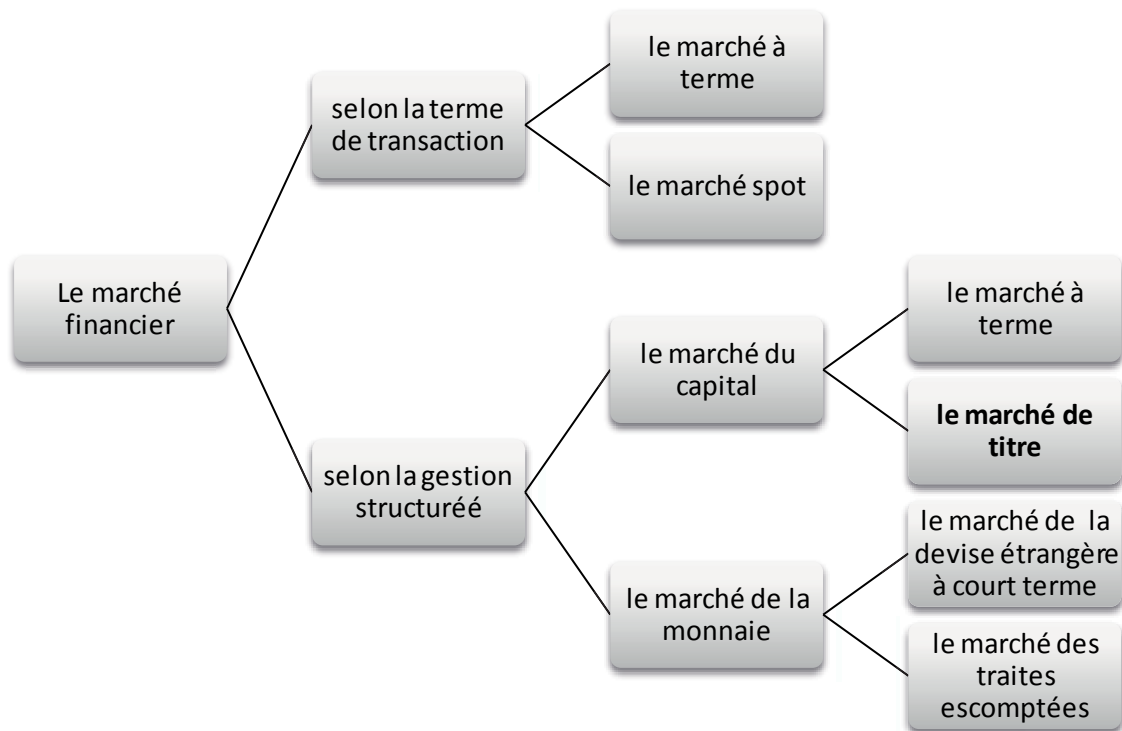 Le marché
financier
selon la terme
de transaction
le marché à
terme
le marché spot
selon la gestion
structuréé
le marché du
capital
le marché à
terme
le marché de
titre
le marché de la
monnaie
le marché de la
devise étrangère
à court terme
le marché des
traites
escomptées